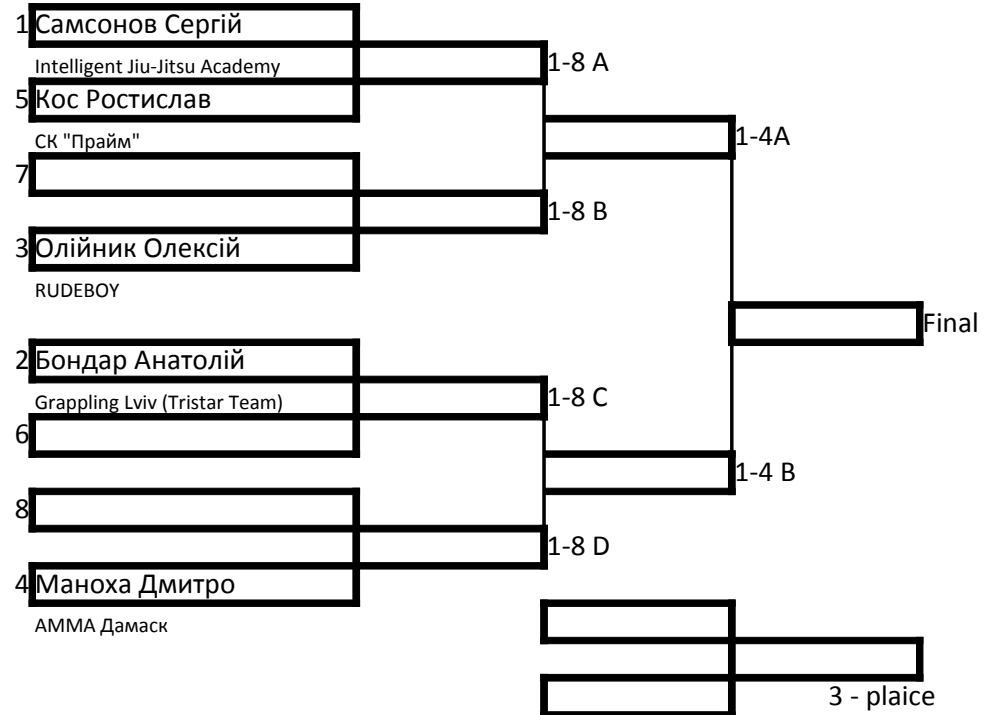 1 Самсонов Сергій
Intelligent Jiu-Jitsu Academy
1-8 A
5 Кос Ростислав
СК "Прайм"
1-4A
7
1-8 B
3 Олійник Олексій
RUDEBOY
Final
2 Бондар Анатолій
Grappling Lviv (Tristar Team)
1-8 C
6
1-4 B
8
1-8 D
4 Маноха Дмитро
АММА Дамаск
3 - plaice